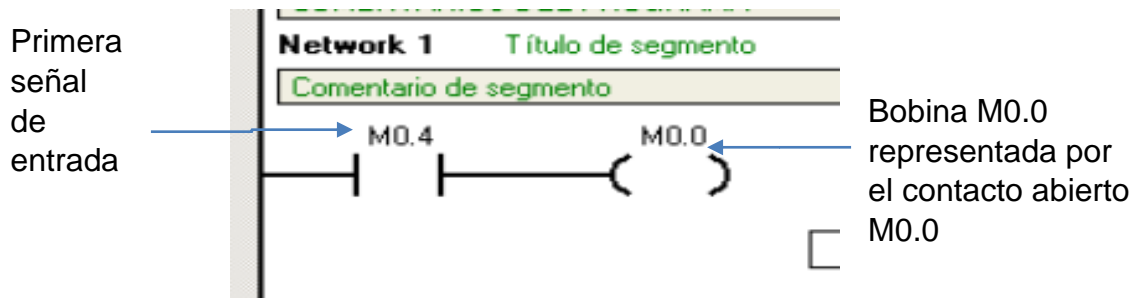 Primera
señal
de
entrada
Network 1 Título de segmento
Comentario de segmento
M0.4 M0.0
Bobina M0.0
representada por
el contacto abierto
M0.0